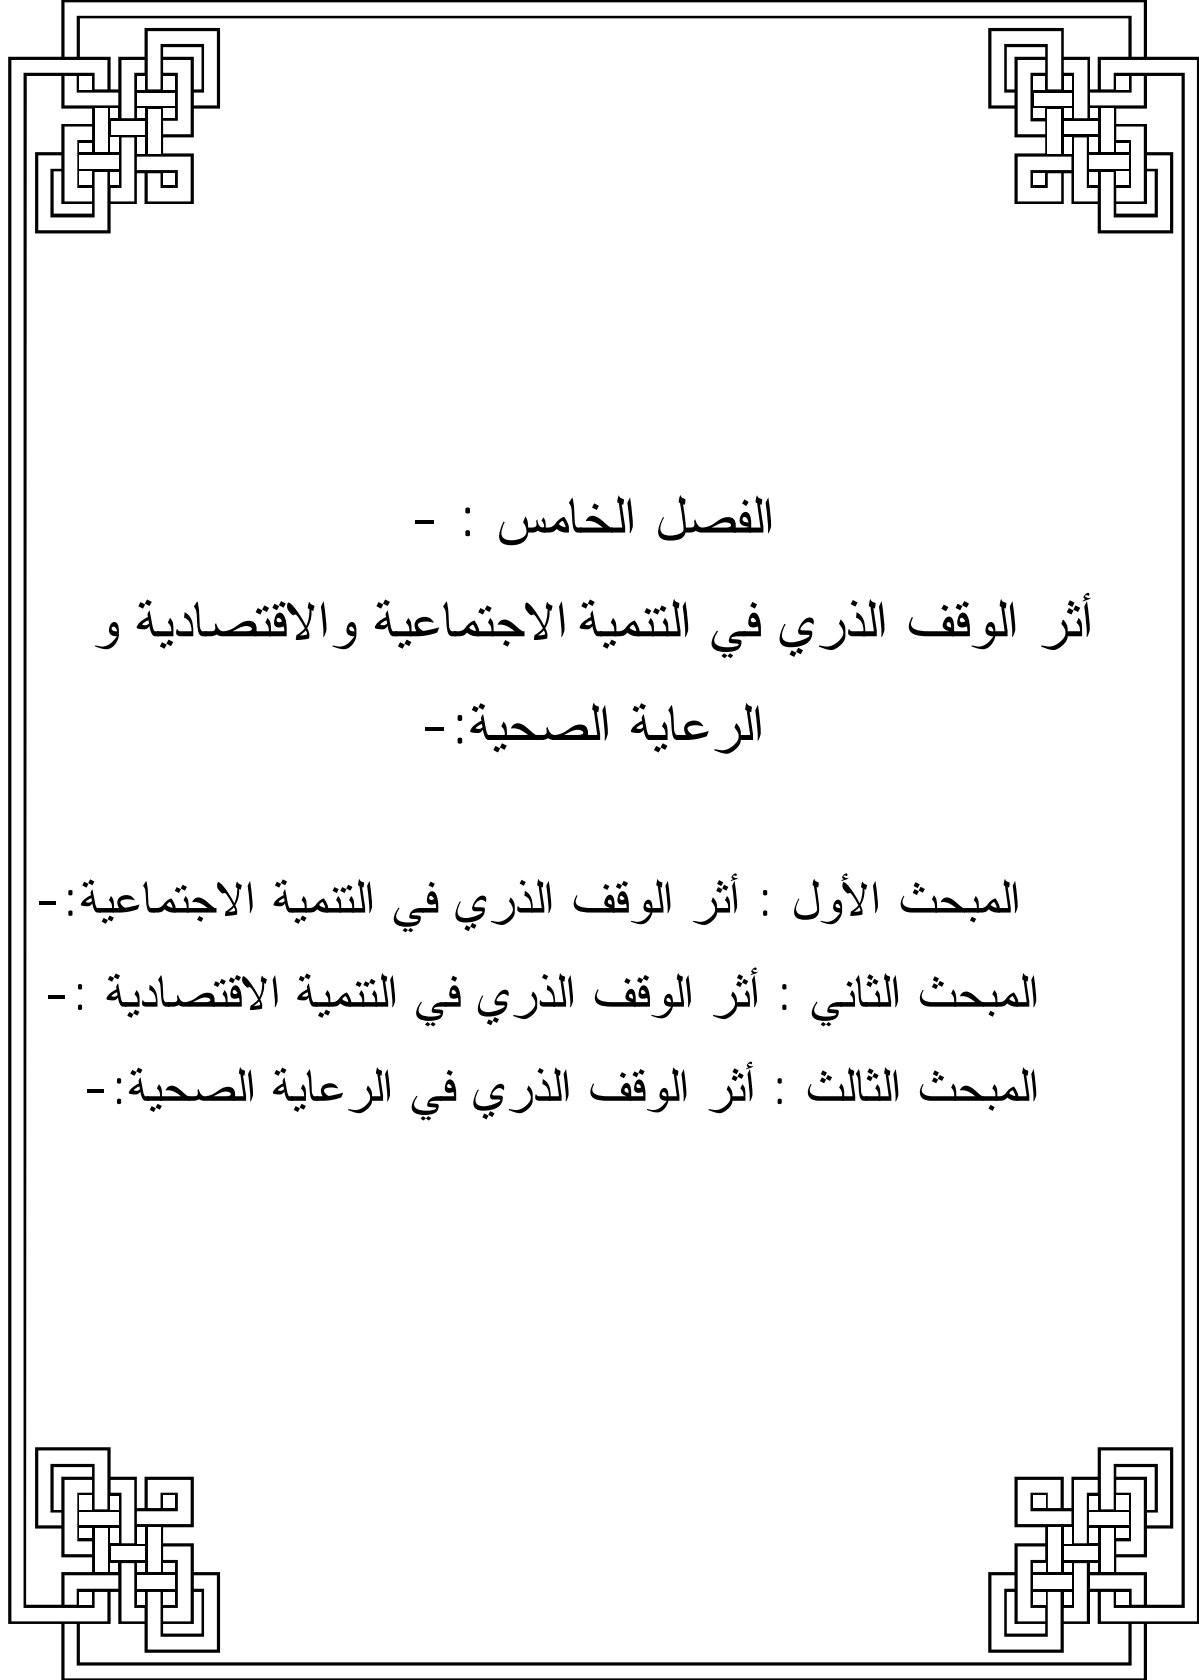 الفصل الخامس : -
أثر الوقف الذري في التنمية الاجتماعية والاقتصادية و
الرعاية الصحية:-
المبحث الأول : أثر الوقف الذري في التنمية الاجتماعية:-
المبحث الثاني : أثر الوقف الذري في التنمية الاقتصادية :-
المبحث الثالث : أثر الوقف الذري في الرعاية الصحية:-